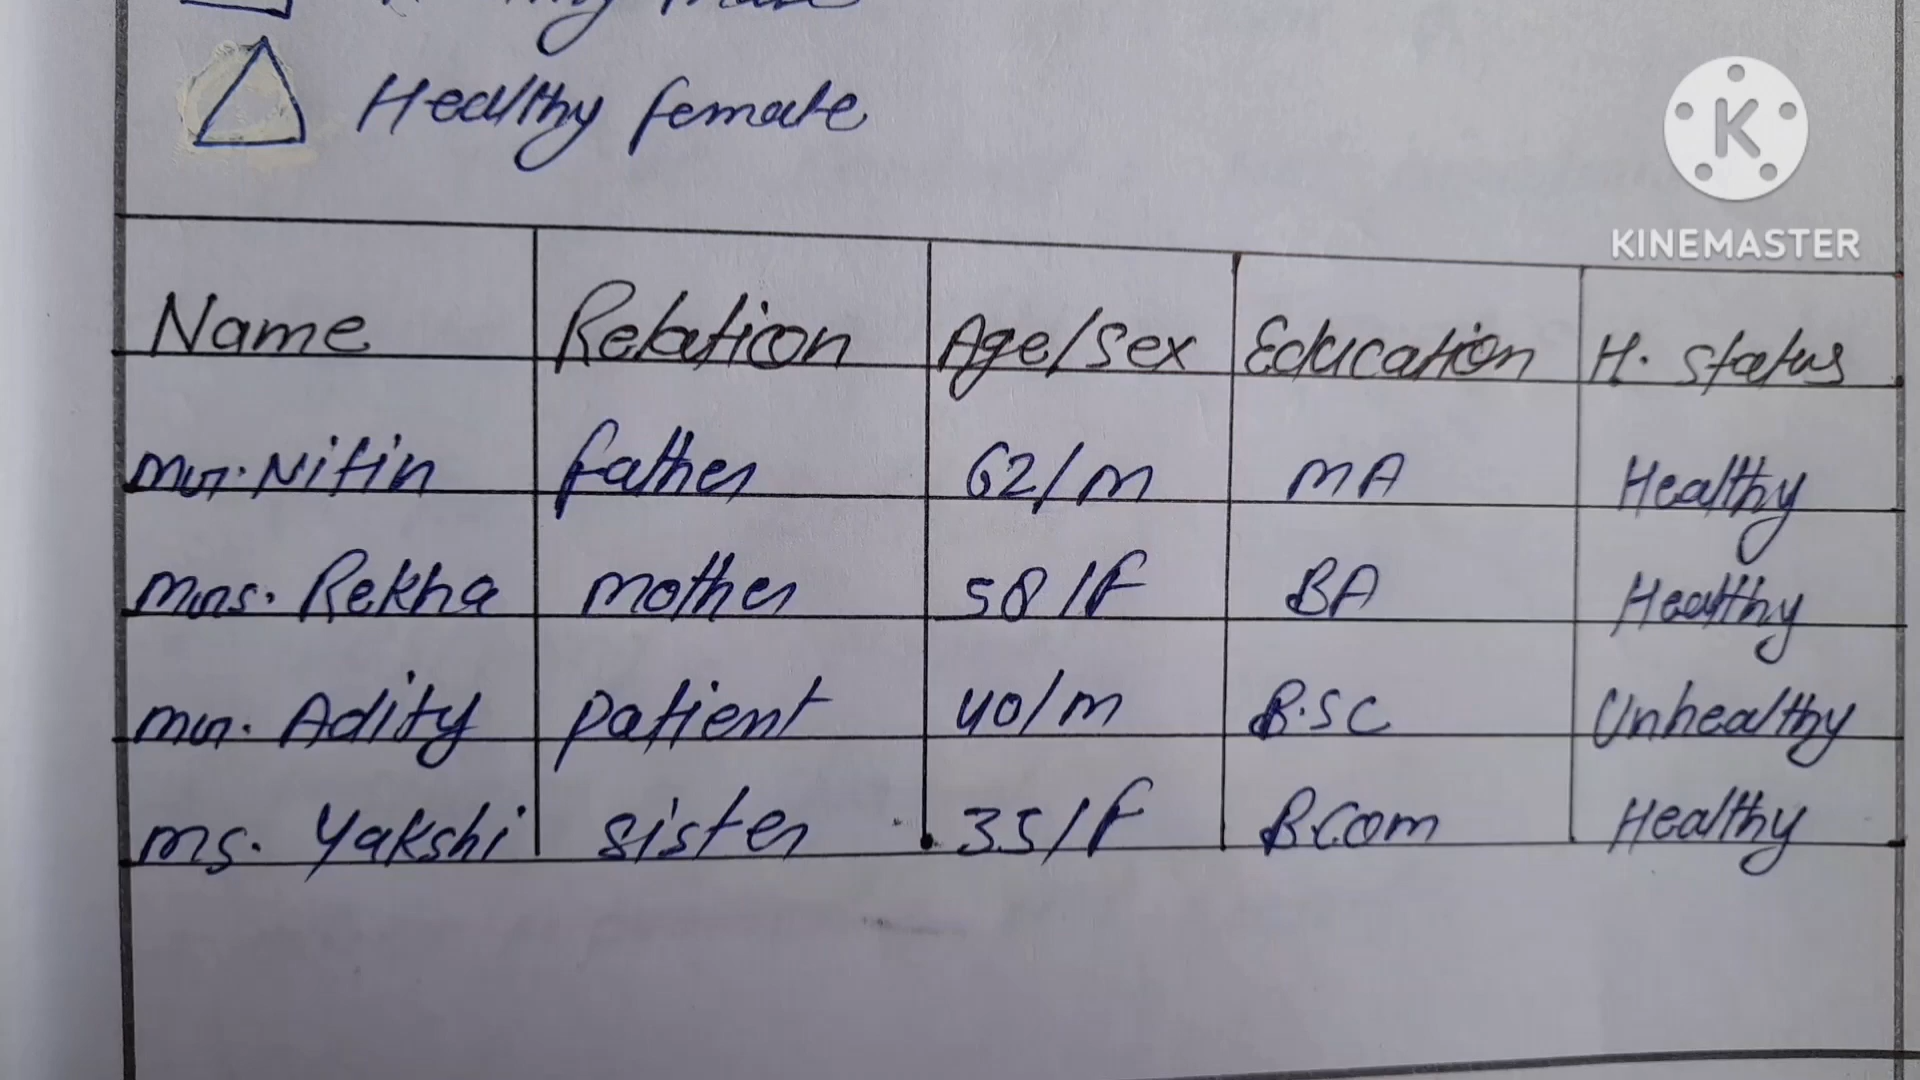 Healthy female
KINEMASTER
Name Relation Age/Sex Education H. status
mr. Nitin father 62/m MA Healthy
mrs. Rekha mother 58/F BA Healthy
mr. Adity patient 40/m B.SC Unhealthy
ms. Yakshi sister 35/F B.Com Healthy